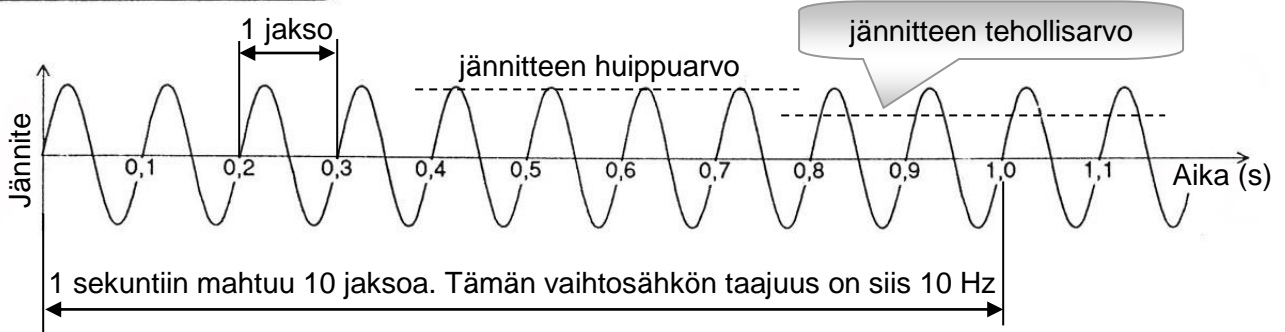 1 jakso
jännitteen tehollisarvo
jännitteen huippuarvo
Jännite
0,1 0,2 0,3 0,4 0,5 0,6 0,7 0,8 0,9 1,0 1,1
Aika (s)
1 sekuntiin mahtuu 10 jaksoa. Tämän vaihtosähkön taajuus on siis 10 Hz